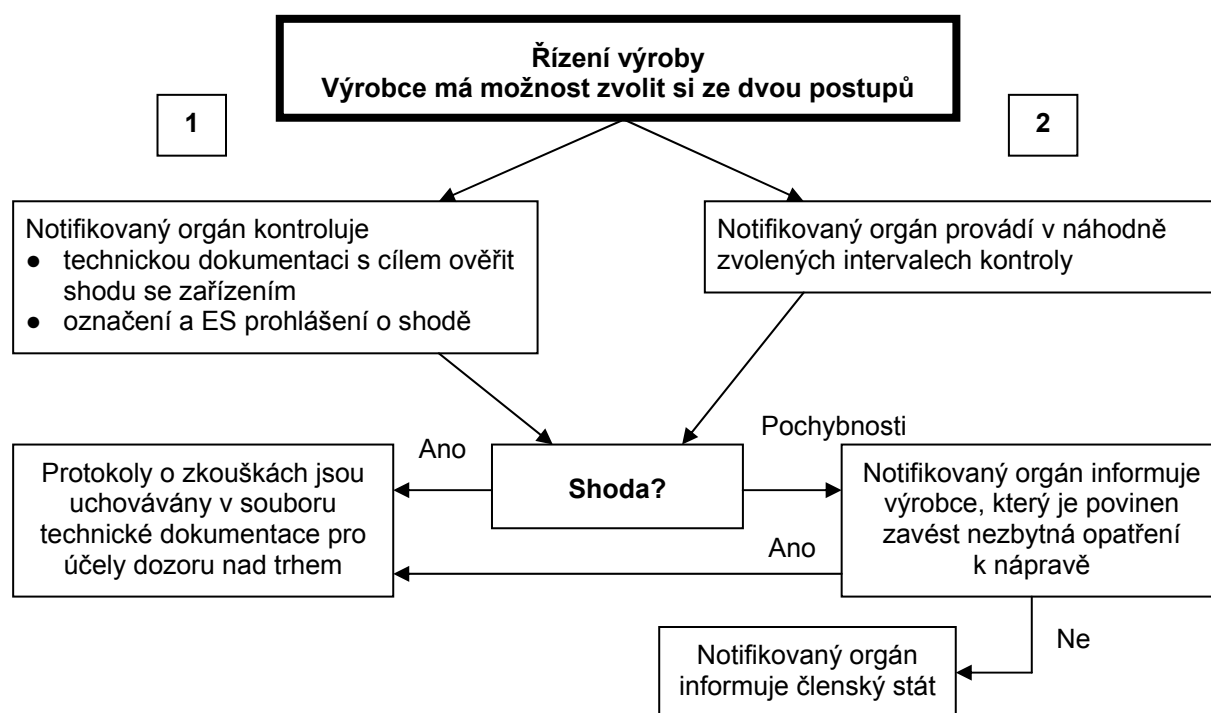 Řízení výroby
Výrobce má možnost zvolit si ze dvou postupů
1
2
Notifikovaný orgán kontroluje
● technickou dokumentaci s cílem ověřit
shodu se zařízením
● označení a ES prohlášení o shodě
Notifikovaný orgán provádí v náhodně
zvolených intervalech kontroly
Ano
Pochybnosti
Protokoly o zkouškách jsou
uchovávány v souboru
technické dokumentace pro
účely dozoru nad trhem
Shoda?
Notifikovaný orgán informuje
výrobce, který je povinen
zavést nezbytná opatření
k nápravě
Ano
Ne
Notifikovaný orgán
informuje členský stát